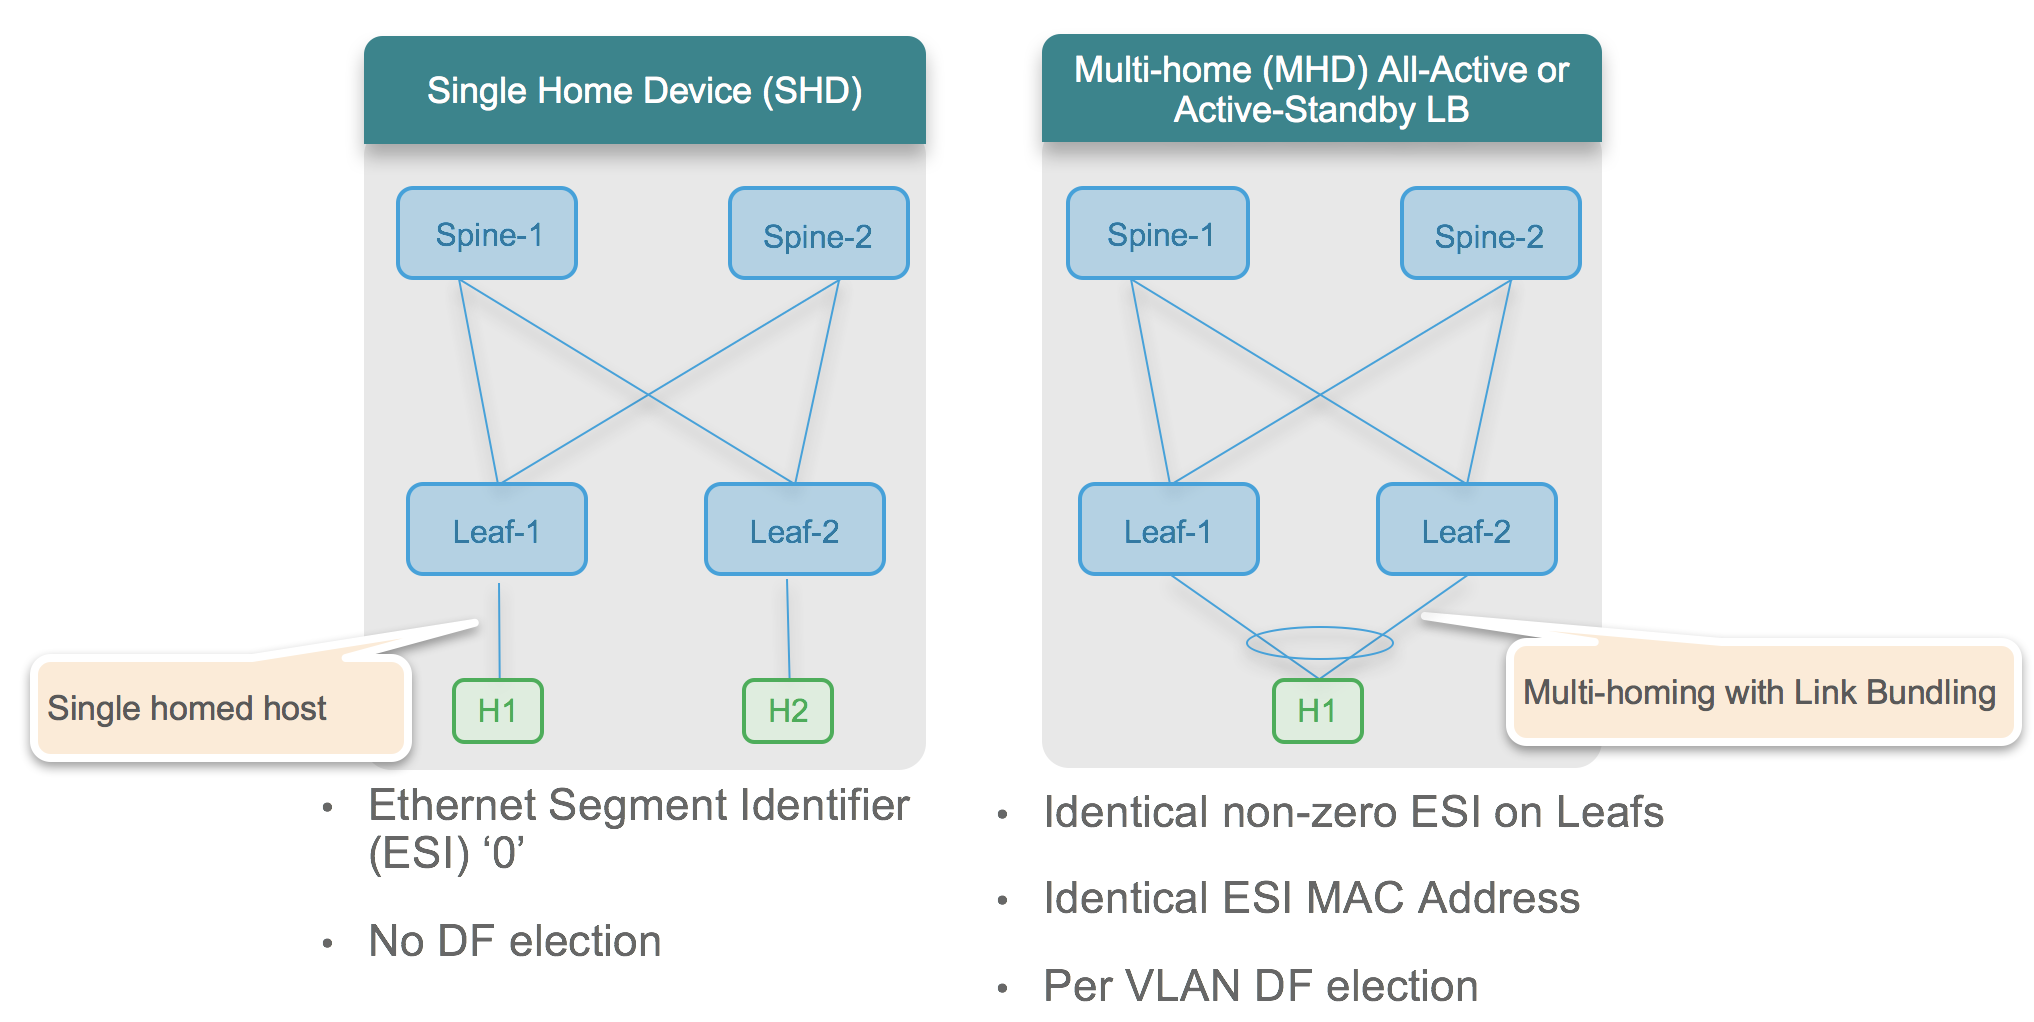 Single Home Device (SHD)
Spine-1
Spine-2
Leaf-1
Leaf-2
Single homed host
H1
H2
• Ethernet Segment Identifier
(ESI) ‘0’
• No DF election
Multi-home (MHD) All-Active or
Active-Standby LB
Spine-1
Spine-2
Leaf-1
Leaf-2
H1
Multi-homing with Link Bundling
• Identical non-zero ESI on Leafs
• Identical ESI MAC Address
• Per VLAN DF election